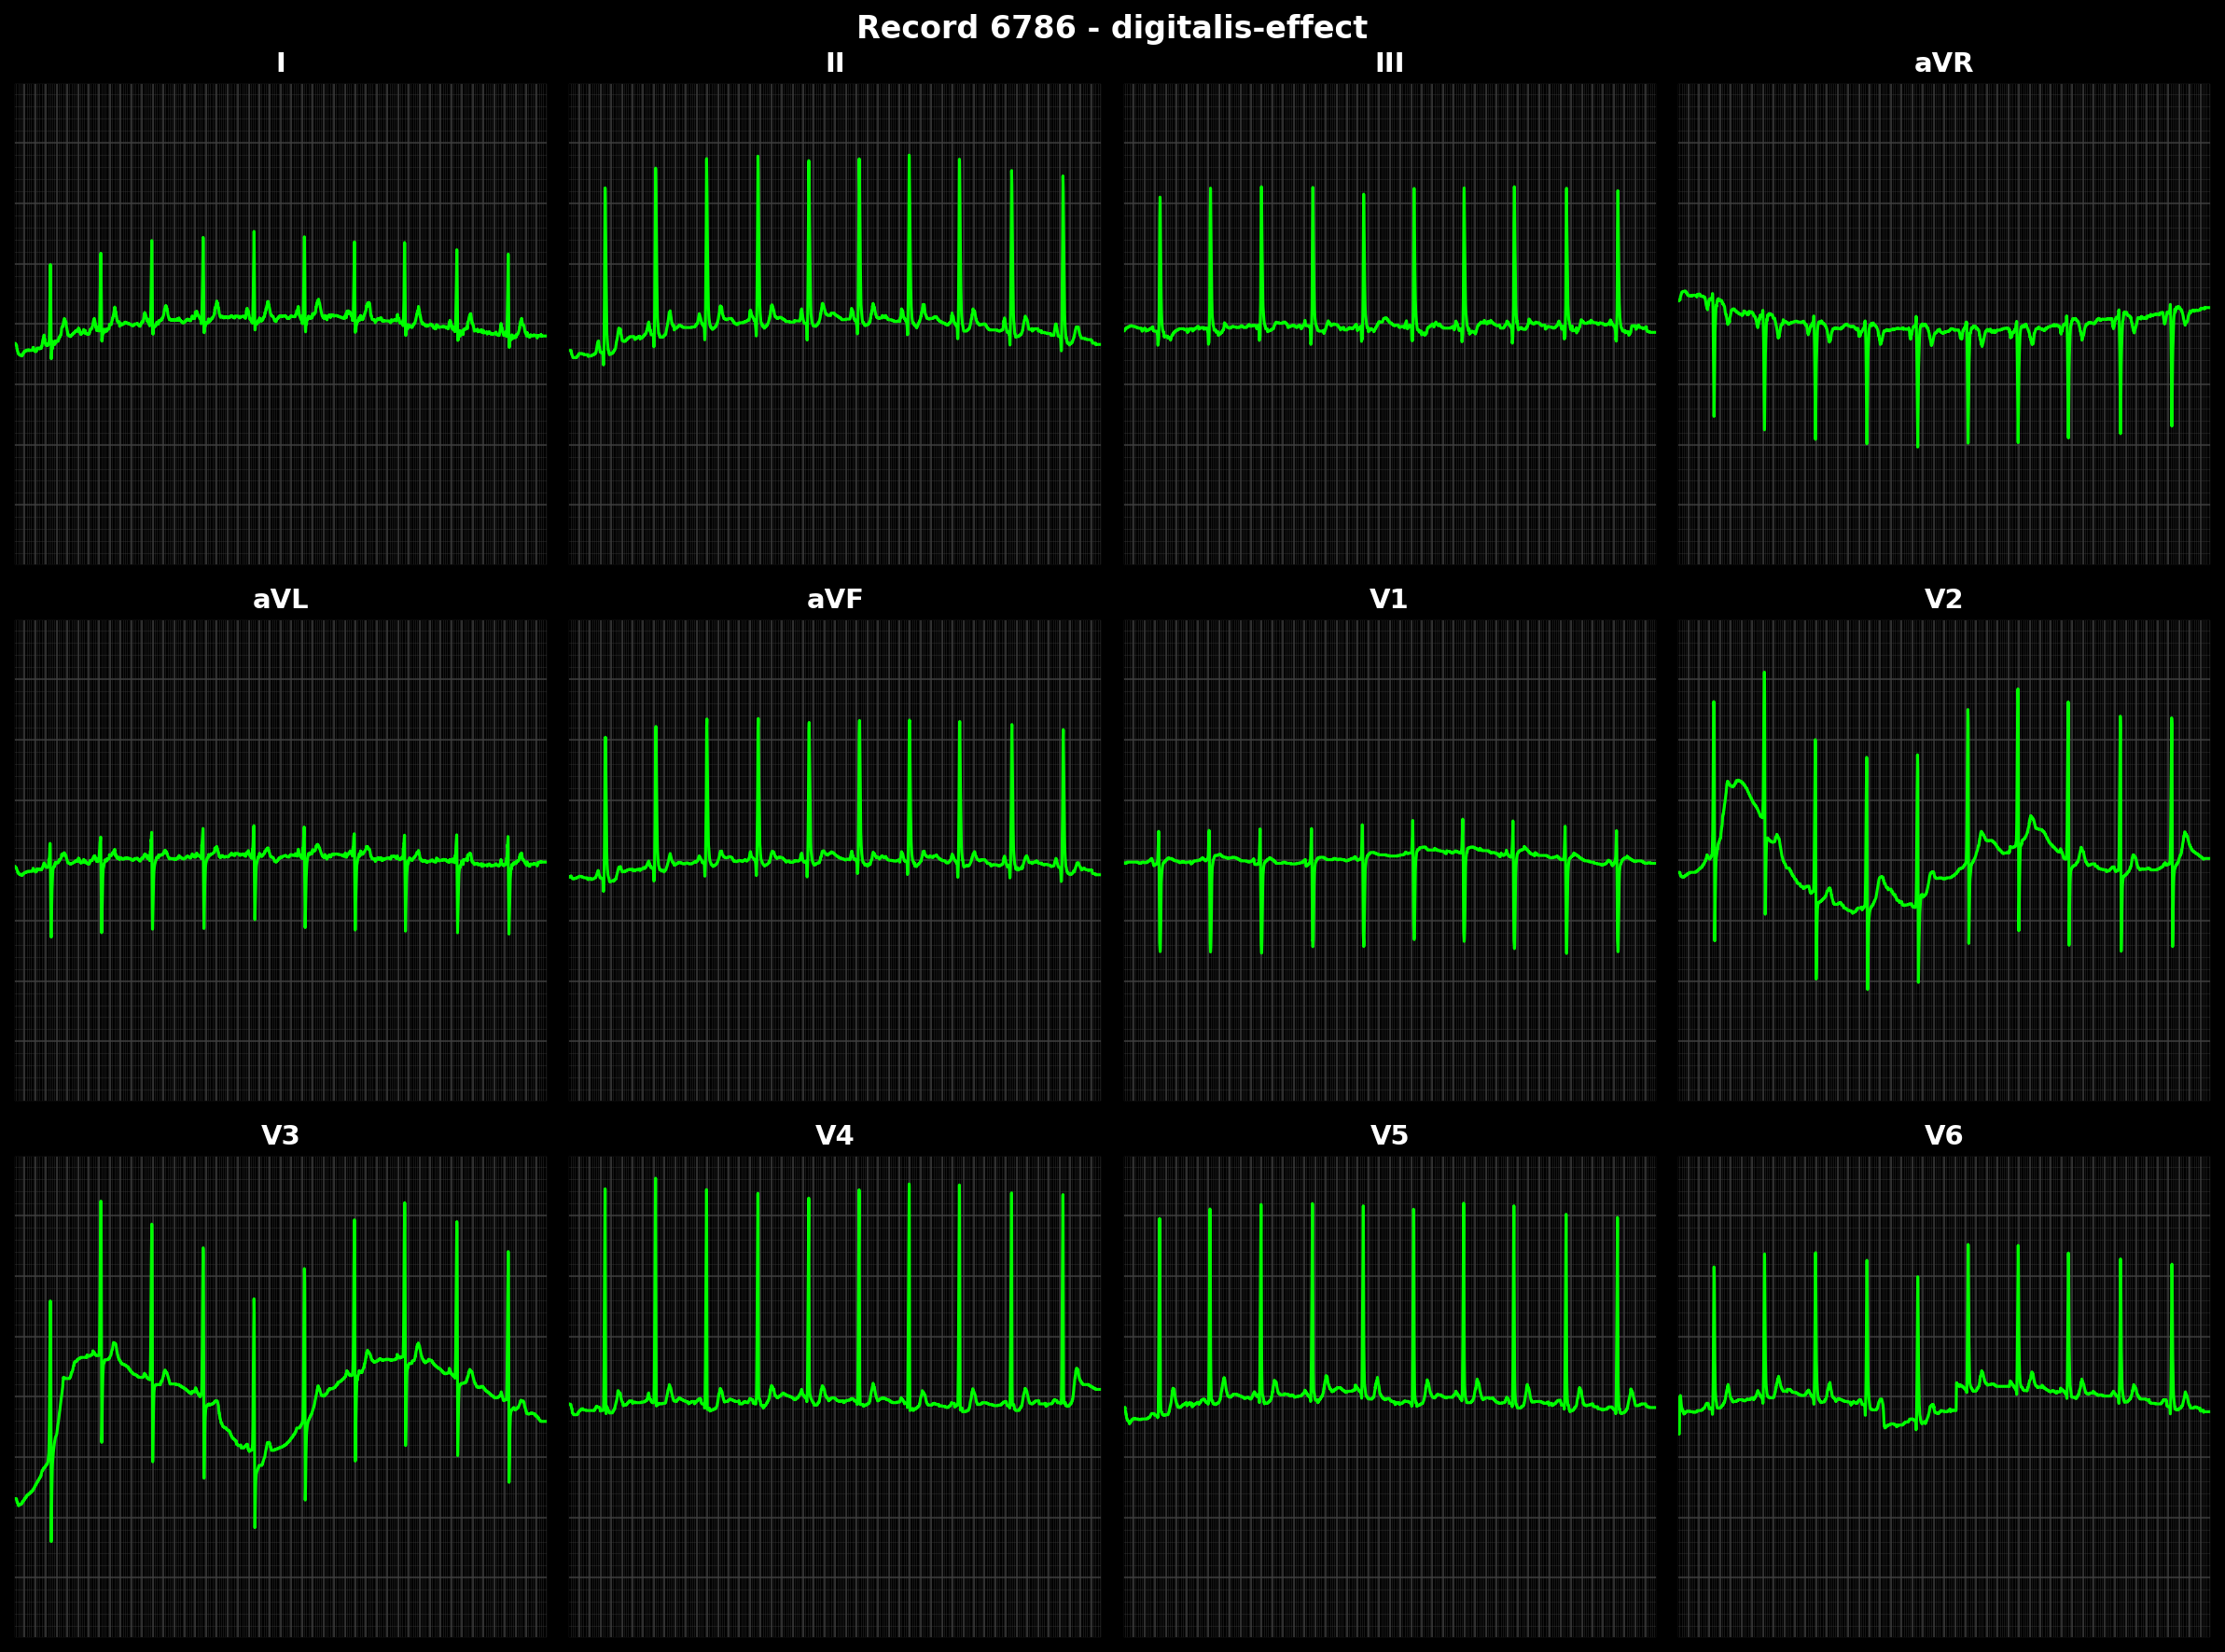 Record 6786 - digitalis-effect
I
II
III
aVR
aVL
aVF
V1
V2
V3
V4
V5
V6